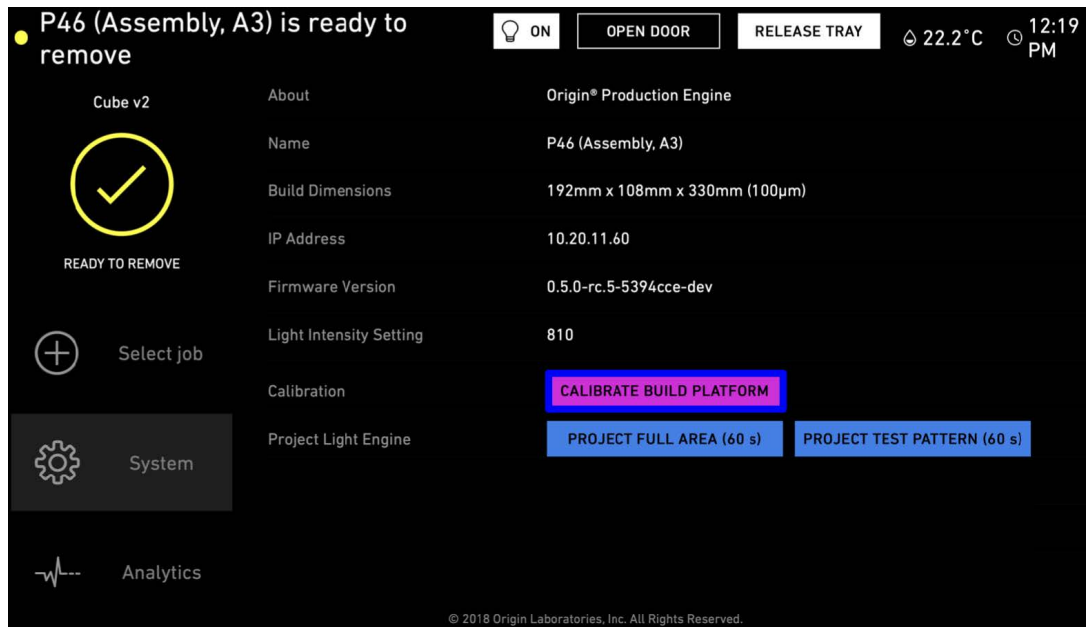 P46 (Assembly, A3) is ready to
remove
ON
OPEN DOOR
RELEASE TRAY
22.2°C
12:19
PM
Cube v2
READY TO REMOVE
Select job
System
Analytics
About Origin® Production Engine
Name P46 (Assembly, A3)
Build Dimensions 192mm x 108mm x 330mm (100µm)
IP Address 10.20.11.60
Firmware Version 0.5.0-rc.5-5394cce-dev
Light Intensity Setting 810
Calibration CALIBRATE BUILD PLATFORM
Project Light Engine PROJECT FULL AREA (60 s) PROJECT TEST PATTERN (60 s)
© 2018 Origin Laboratories, Inc. All Rights Reserved.